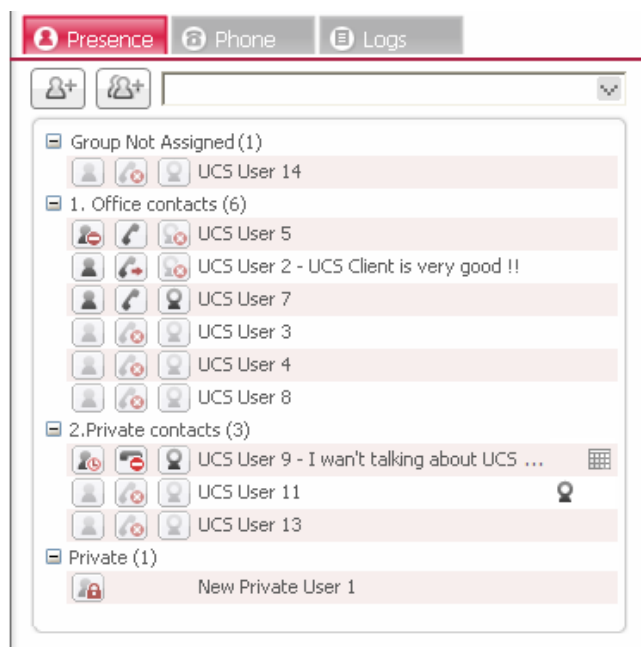 Presence Phone Logs
Group Not Assigned (1)
UCS User 14
1. Office contacts (6)
UCS User 5
UCS User 2 - UCS Client is very good !!
UCS User 7
UCS User 3
UCS User 4
UCS User 8
2.Private contacts (3)
UCS User 9 - I wan't talking about UCS ...
UCS User 11
UCS User 13
Private (1)
New Private User 1